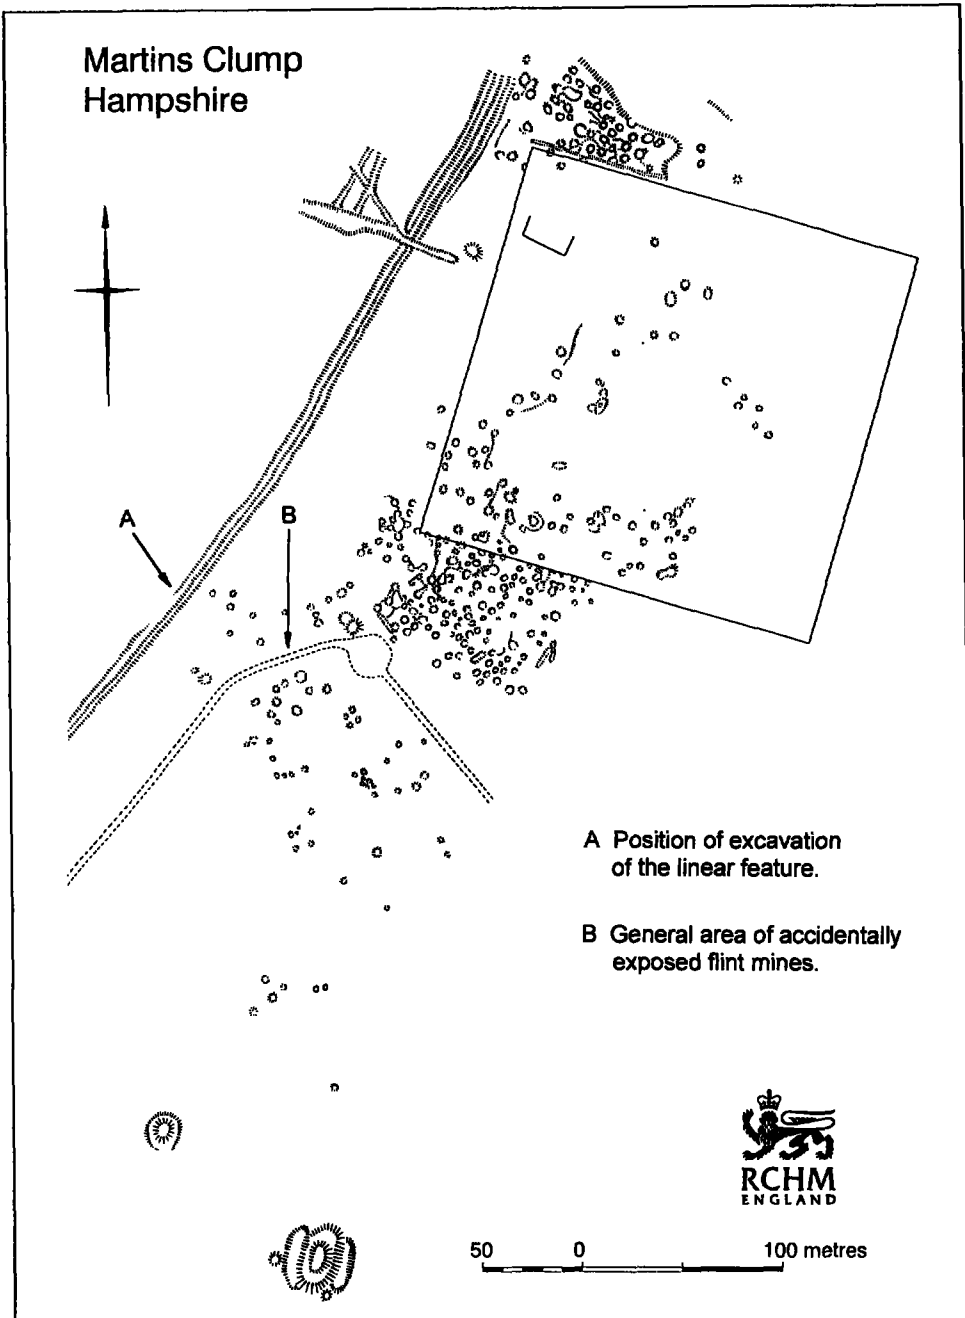 Martins Clump
Hampshire
A
B
A Position of excavation
of the linear feature.
B General area of accidentally
exposed flint mines.
RCHM
ENGLAND
50 0 100 metres